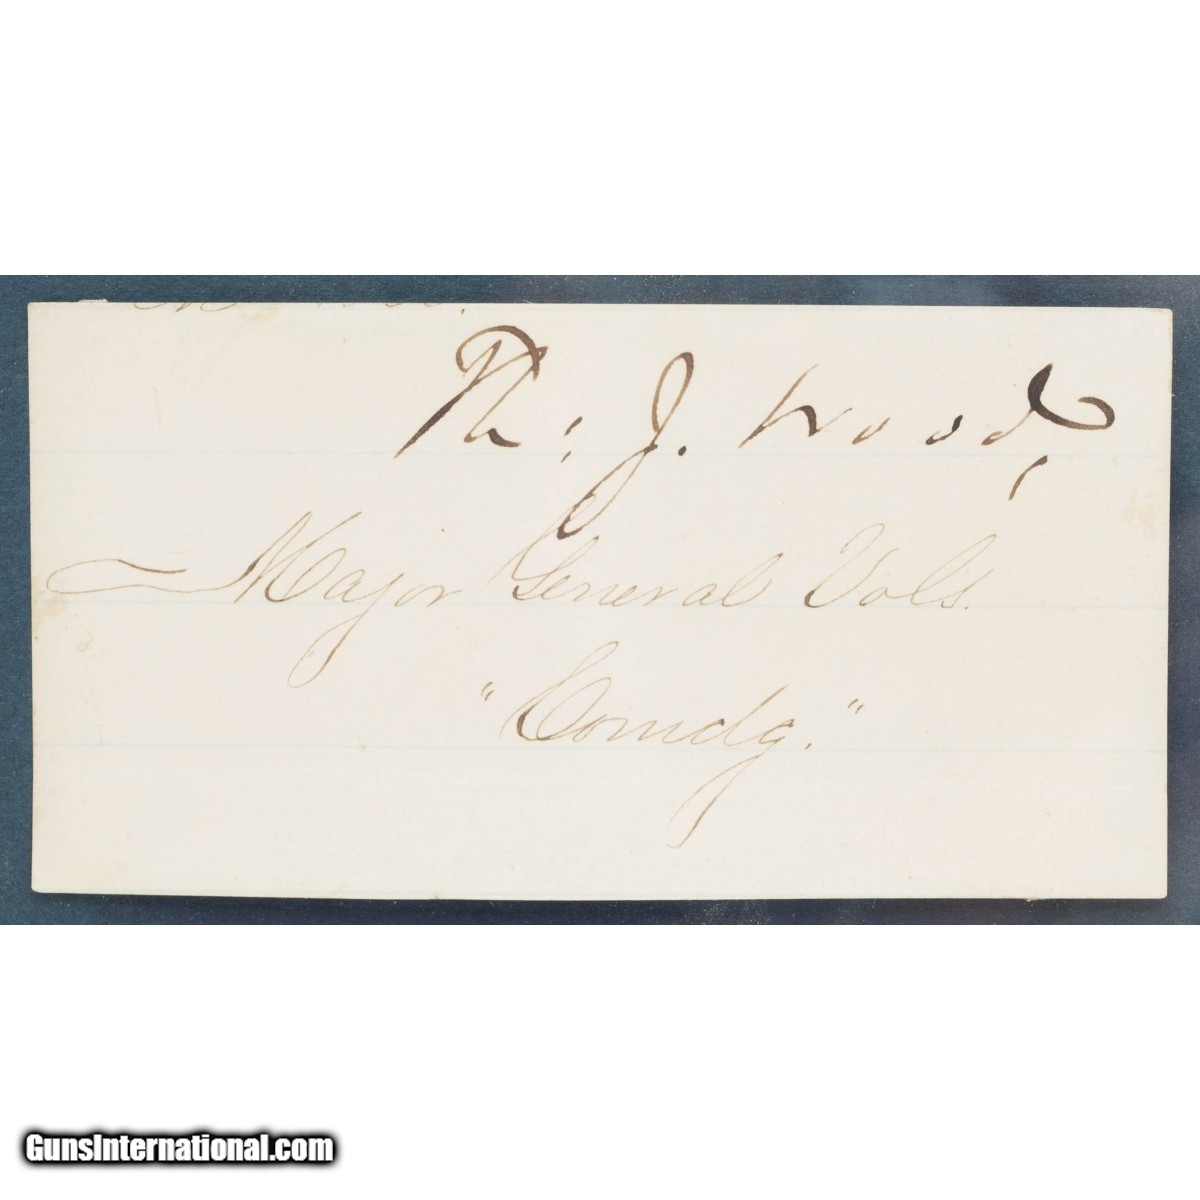 Th: J. Wood,
Major General Vols.
"Comdg."
GunsInternational.com